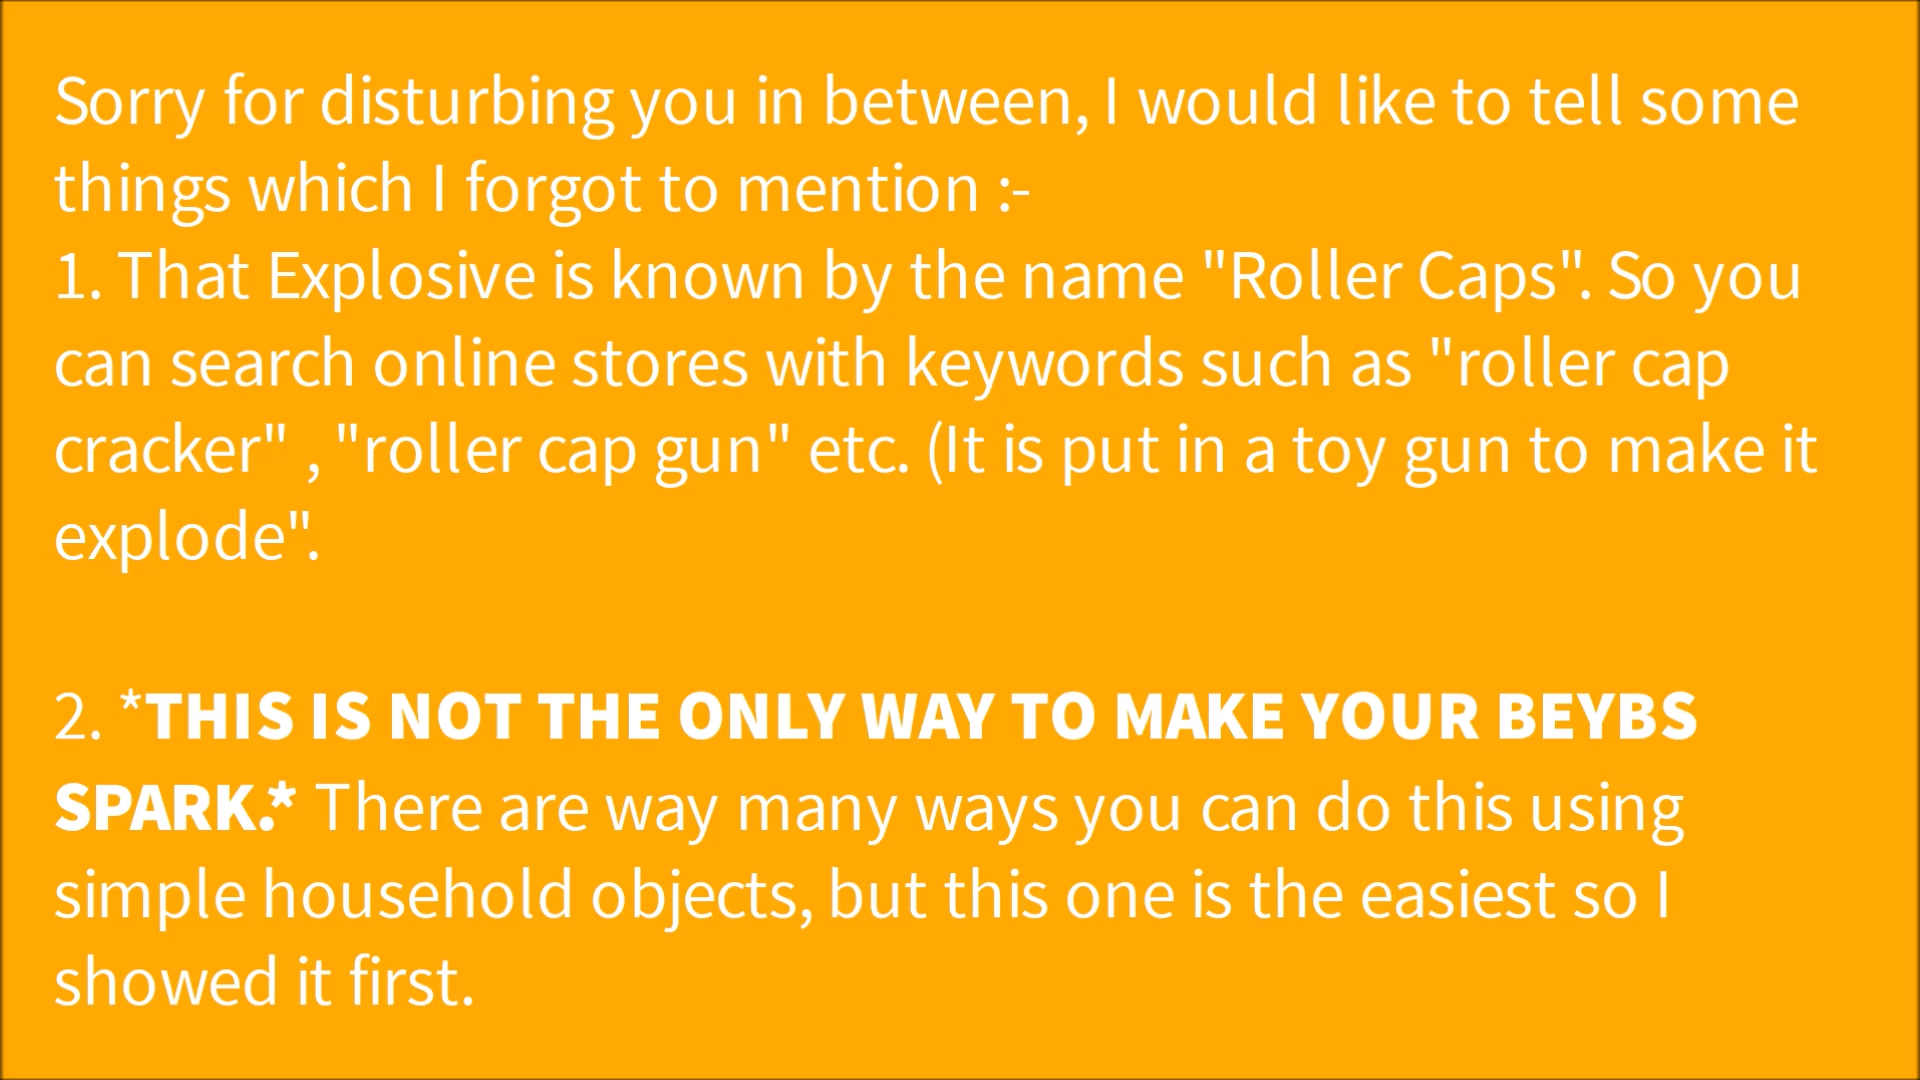 Sorry for disturbing you in between, I would like to tell some
things which I forgot to mention :-
1. That Explosive is known by the name "Roller Caps". So you
can search online stores with keywords such as "roller cap
cracker" , "roller cap gun" etc. (It is put in a toy gun to make it
explode".
2. *THIS IS NOT THE ONLY WAY TO MAKE YOUR BEYBS
SPARK.* There are way many ways you can do this using
simple household objects, but this one is the easiest so I
showed it first.